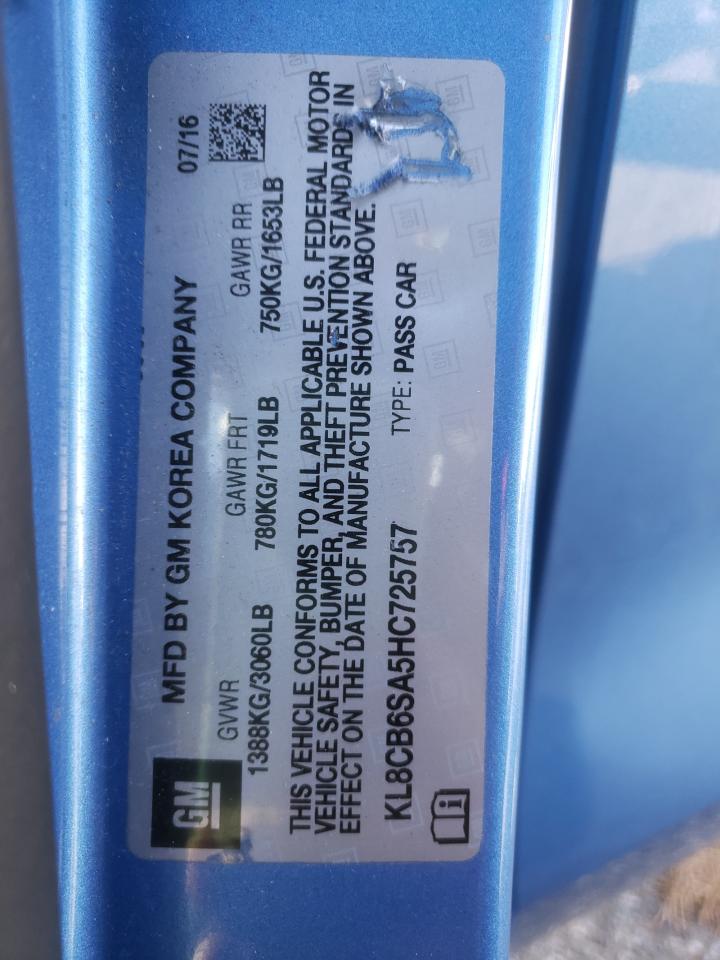 MFD BY GM KOREA COMPANY 07/16
GM
GVWR GAWR FRT GAWR RR
1388KG/3060LB 780KG/1719LB 750KG/1653LB
THIS VEHICLE CONFORMS TO ALL APPLICABLE U.S. FEDERAL MOTOR
VEHICLE SAFETY, BUMPER, AND THEFT PREVENTION STANDARDS IN
EFFECT ON THE DATE OF MANUFACTURE SHOWN ABOVE.
KL8CB6SA5HC725757 TYPE: PASS CAR